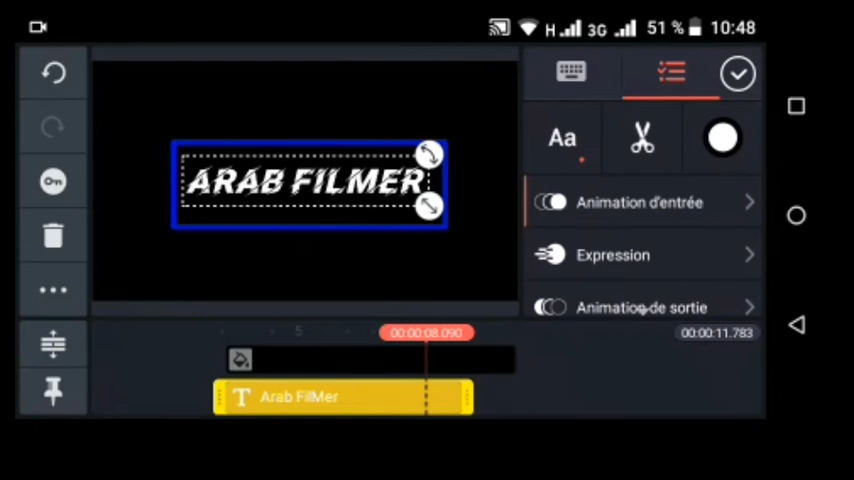 H 3G 51 % 10:48
ARAB FILMER
Aa
Animation d'entrée
Expression
Animation de sortie
5
00:00:08.090
00:00:11.783
T Arab FilMer